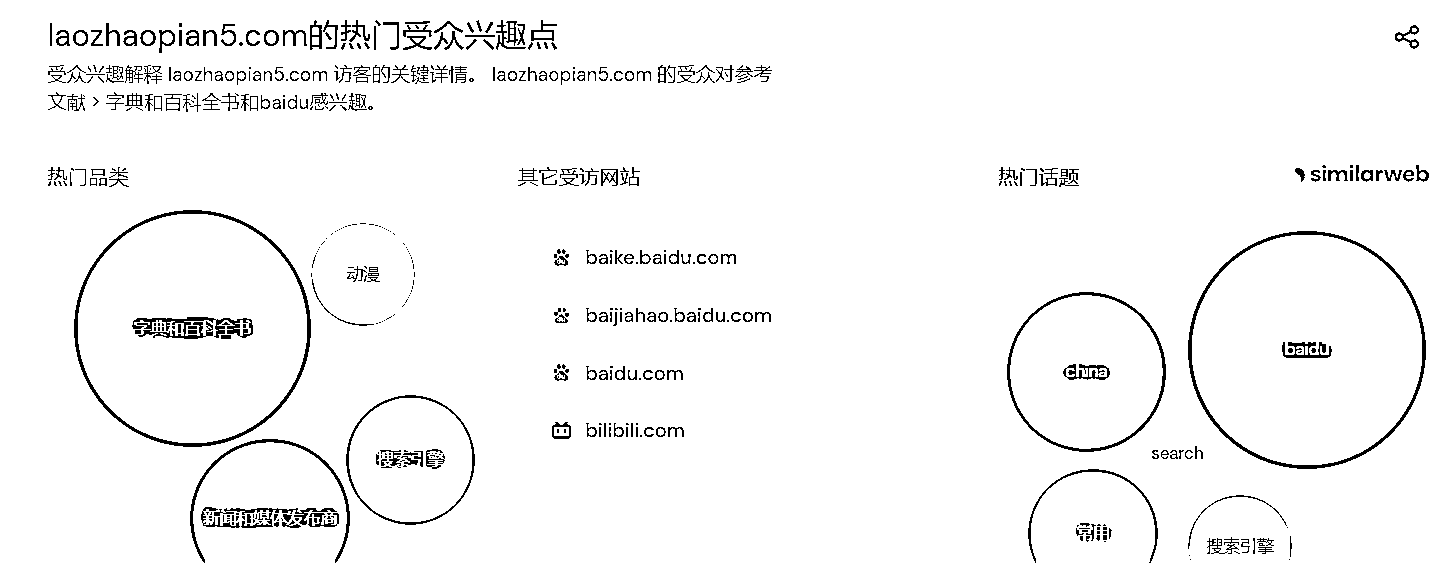 laozhaopian5.com的热门受众兴趣点
受众兴趣解释 laozhaopian5.com 访客的关键详情。 laozhaopian5.com 的受众对参考
文献 > 字典和百科全书和baidu感兴趣。
热门品类
字典和百科全书
动漫
搜索引擎
新闻和媒体发布商
其它受访网站
baike.baidu.com
baijiahao.baidu.com
baidu.com
bilibili.com
热门话题
similarweb
baidu
china
search
常用
搜索引擎